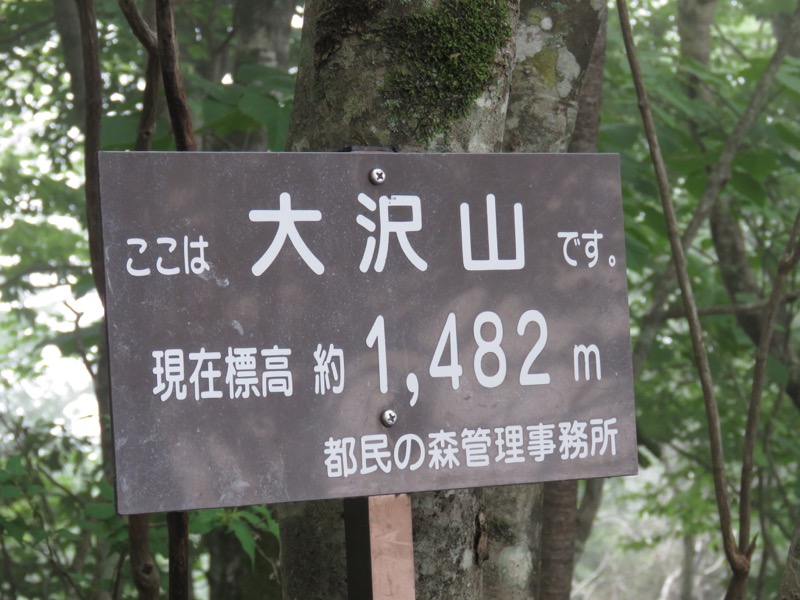 ここは 大沢山 です。
現在標高 約 1,482 m
都民の森管理事務所